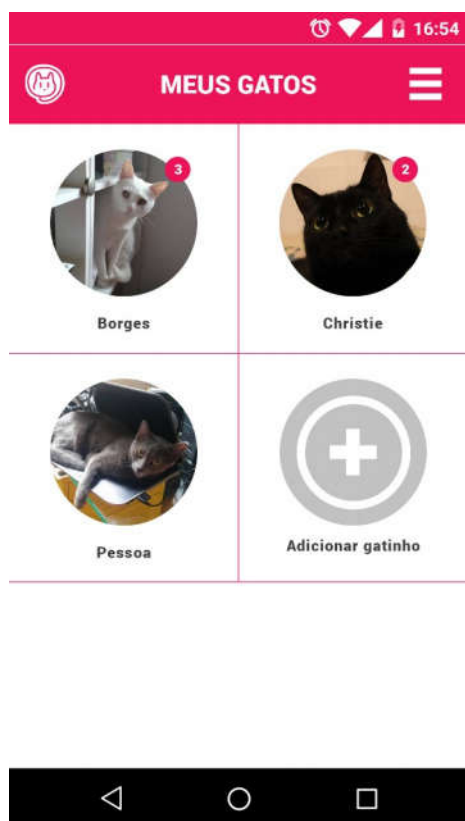 16:54
MEUS GATOS
3
2
Borges
Christie
Pessoa
Adicionar gatinho